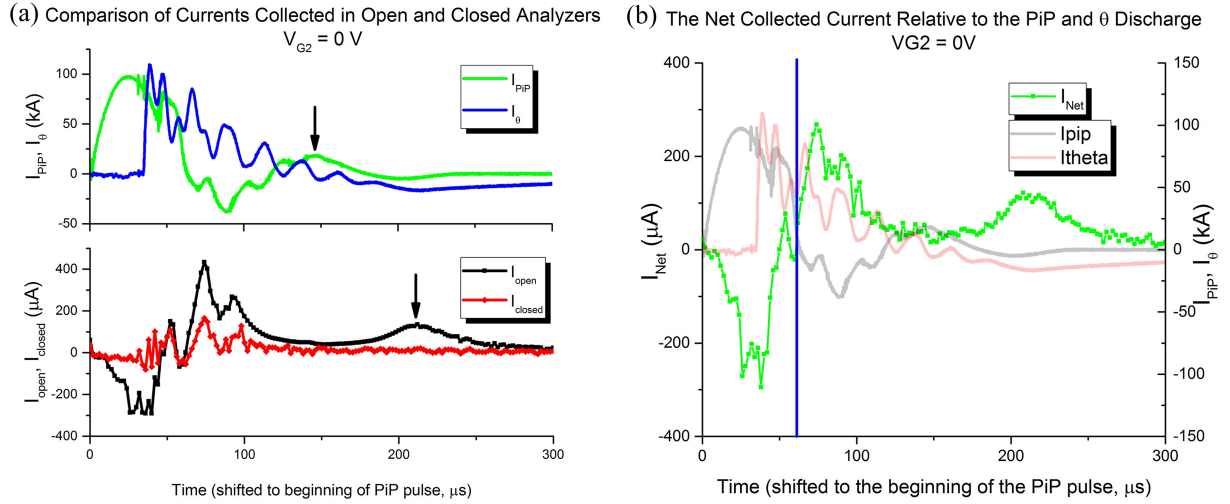 (a) Comparison of Currents Collected in Open and Closed Analyzers
V_G2 = 0 V
I_PiP, I_θ (kA)
100
50
0
-50
I_PiP
I_θ
I_open, I_closed (μA)
400
200
0
-200
-400
I_open
I_closed
0 100 200 300
Time (shifted to beginning of PiP pulse, μs)
(b) The Net Collected Current Relative to the PiP and θ Discharge
VG2 = 0V
I_Net (μA)
400
200
0
-200
-400
I_Net
Ipip
Itheta
150
100
50
0
-50
-100
-150
I_PiP, I_θ (kA)
0 100 200 300
Time (shifted to the beginning of the PiP pulse, μs)